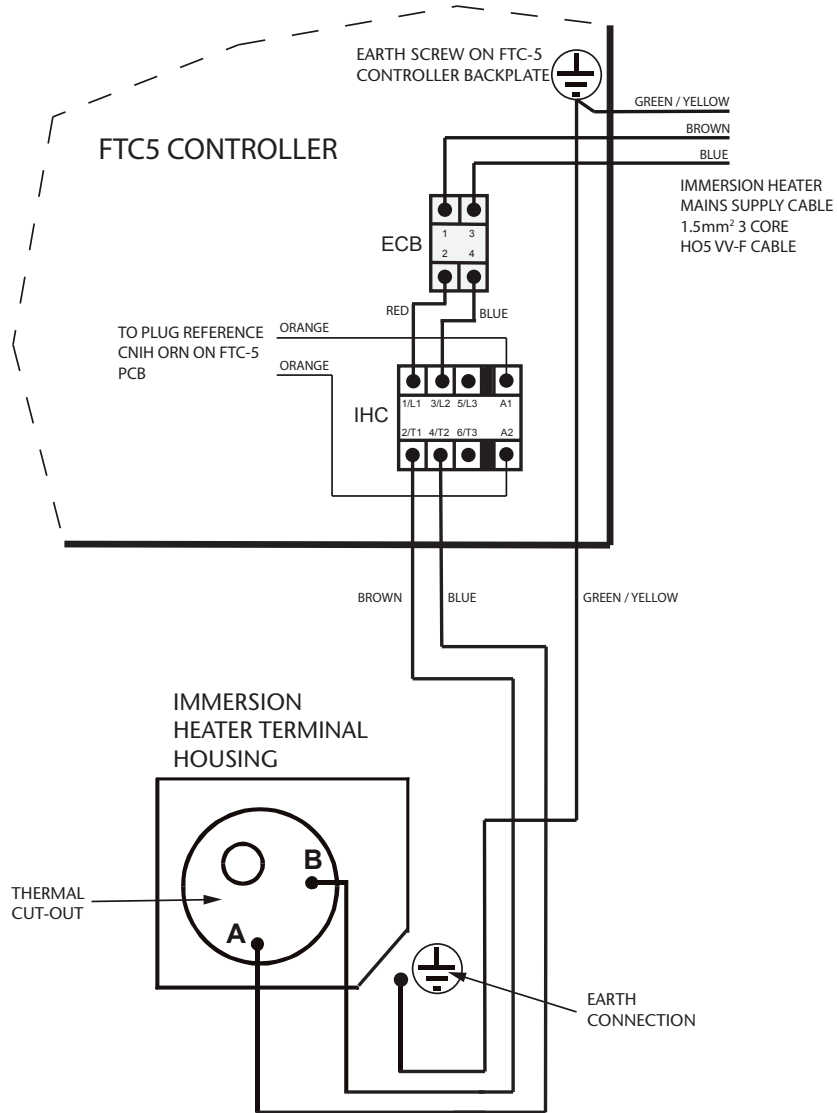 EARTH SCREW ON FTC-5
CONTROLLER BACKPLATE
GREEN / YELLOW
BROWN
BLUE
FTC5 CONTROLLER
IMMERSION HEATER
MAINS SUPPLY CABLE
1.5mm² 3 CORE
HO5 VV-F CABLE
ECB
1 3
2 4
RED
BLUE
TO PLUG REFERENCE
CNIH ORN ON FTC-5
PCB
ORANGE
ORANGE
IHC
1/L1 3/L2 5/L3 A1
2/T1 4/T2 6/T3 A2
BROWN
BLUE
GREEN / YELLOW
IMMERSION
HEATER TERMINAL
HOUSING
B
A
THERMAL
CUT-OUT
EARTH
CONNECTION